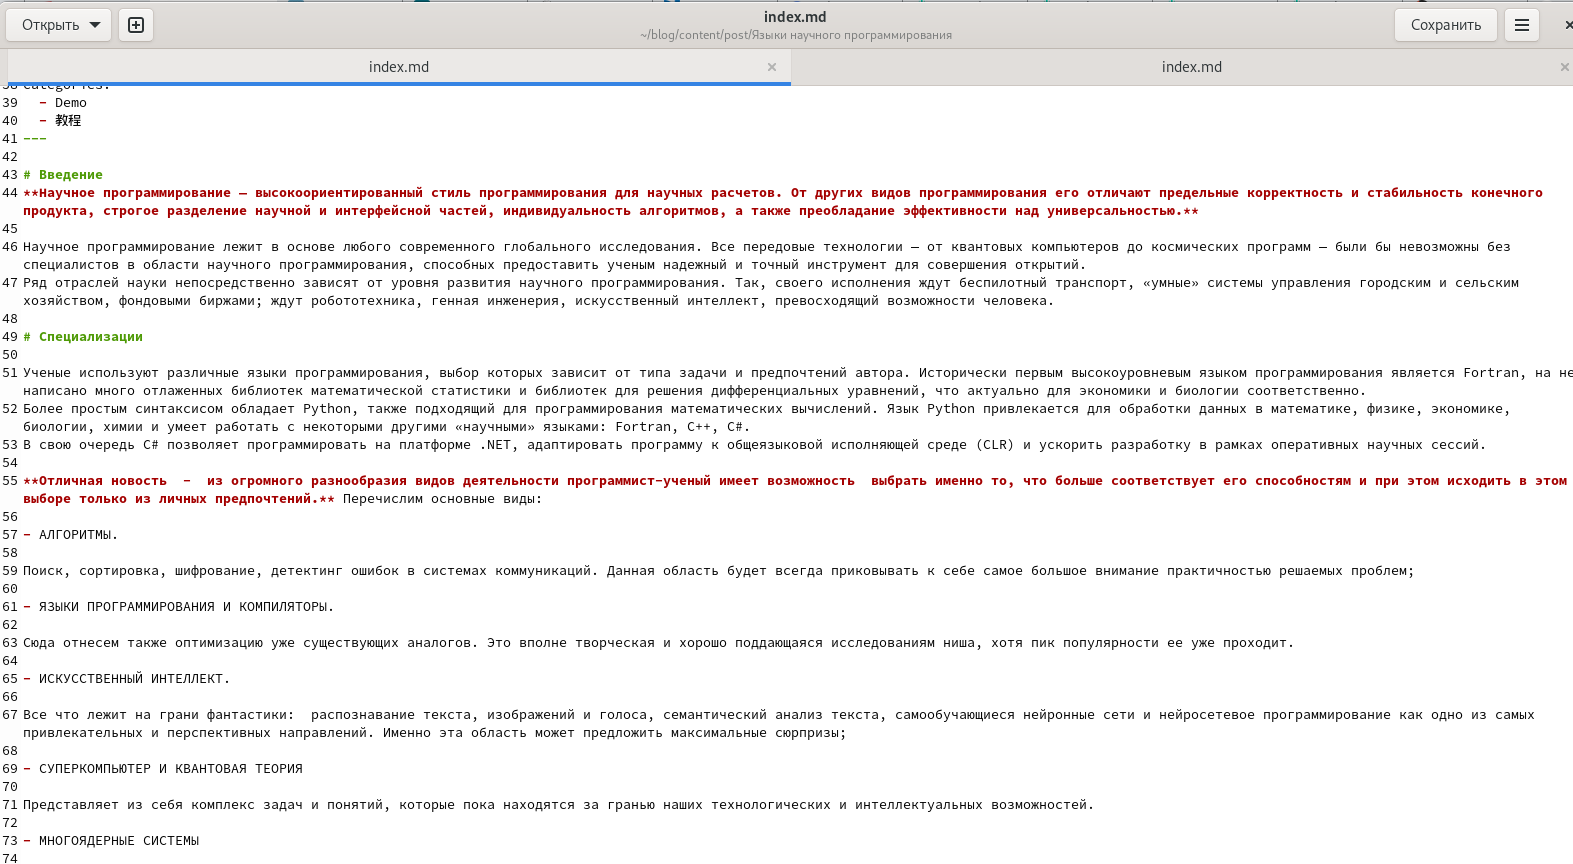 Открыть
index.md
~/blog/content/post/Языки научного программирования
Сохранить
index.md
index.md
38 categories:
39   - Demo
40   - 教程
41 ---
42
43 # Введение
44 **Научное программирование — высокоориентированный стиль программирования для научных расчетов. От других видов программирования его отличают предельные корректность и стабильность конечного
продукта, строгое разделение научной и интерфейсной частей, индивидуальность алгоритмов, а также преобладание эффективности над универсальностью.**
45
46 Научное программирование лежит в основе любого современного глобального исследования. Все передовые технологии — от квантовых компьютеров до космических программ — были бы невозможны без
специалистов в области научного программирования, способных предоставить ученым надежный и точный инструмент для совершения открытий.
47 Ряд отраслей науки непосредственно зависят от уровня развития научного программирования. Так, своего исполнения ждут беспилотный транспорт, «умные» системы управления городским и сельским
хозяйством, фондовыми биржами; ждут робототехника, генная инженерия, искусственный интеллект, превосходящий возможности человека.
48
49 # Специализации
50
51 Ученые используют различные языки программирования, выбор которых зависит от типа задачи и предпочтений автора. Исторически первым высокоуровневым языком программирования является Fortran, на не
написано много отлаженных библиотек математической статистики и библиотек для решения дифференциальных уравнений, что актуально для экономики и биологии соответственно.
52 Более простым синтаксисом обладает Python, также подходящий для программирования математических вычислений. Язык Python привлекается для обработки данных в математике, физике, экономике,
биологии, химии и умеет работать с некоторыми другими «научными» языками: Fortran, C++, C#.
53 В свою очередь C# позволяет программировать на платформе .NET, адаптировать программу к общеязыковой исполняющей среде (CLR) и ускорить разработку в рамках оперативных научных сессий.
54
55 **Отличная новость  -  из огромного разнообразия видов деятельности программист-ученый имеет возможность  выбрать именно то, что больше соответствует его способностям и при этом исходить в этом
выборе только из личных предпочтений.** Перечислим основные виды:
56
57 - АЛГОРИТМЫ.
58
59 Поиск, сортировка, шифрование, детектинг ошибок в системах коммуникаций. Данная область будет всегда приковывать к себе самое большое внимание практичностью решаемых проблем;
60
61 - ЯЗЫКИ ПРОГРАММИРОВАНИЯ И КОМПИЛЯТОРЫ.
62
63 Сюда отнесем также оптимизацию уже существующих аналогов. Это вполне творческая и хорошо поддающаяся исследованиям ниша, хотя пик популярности ее уже проходит.
64
65 - ИСКУССТВЕННЫЙ ИНТЕЛЛЕКТ.
66
67 Все что лежит на грани фантастики:  распознавание текста, изображений и голоса, семантический анализ текста, самообучающиеся нейронные сети и нейросетевое программирование как одно из самых
привлекательных и перспективных направлений. Именно эта область может предложить максимальные сюрпризы;
68
69 - СУПЕРКОМПЬЮТЕР И КВАНТОВАЯ ТЕОРИЯ
70
71 Представляет из себя комплекс задач и понятий, которые пока находятся за гранью наших технологических и интеллектуальных возможностей.
72
73 - МНОГОЯДЕРНЫЕ СИСТЕМЫ
74